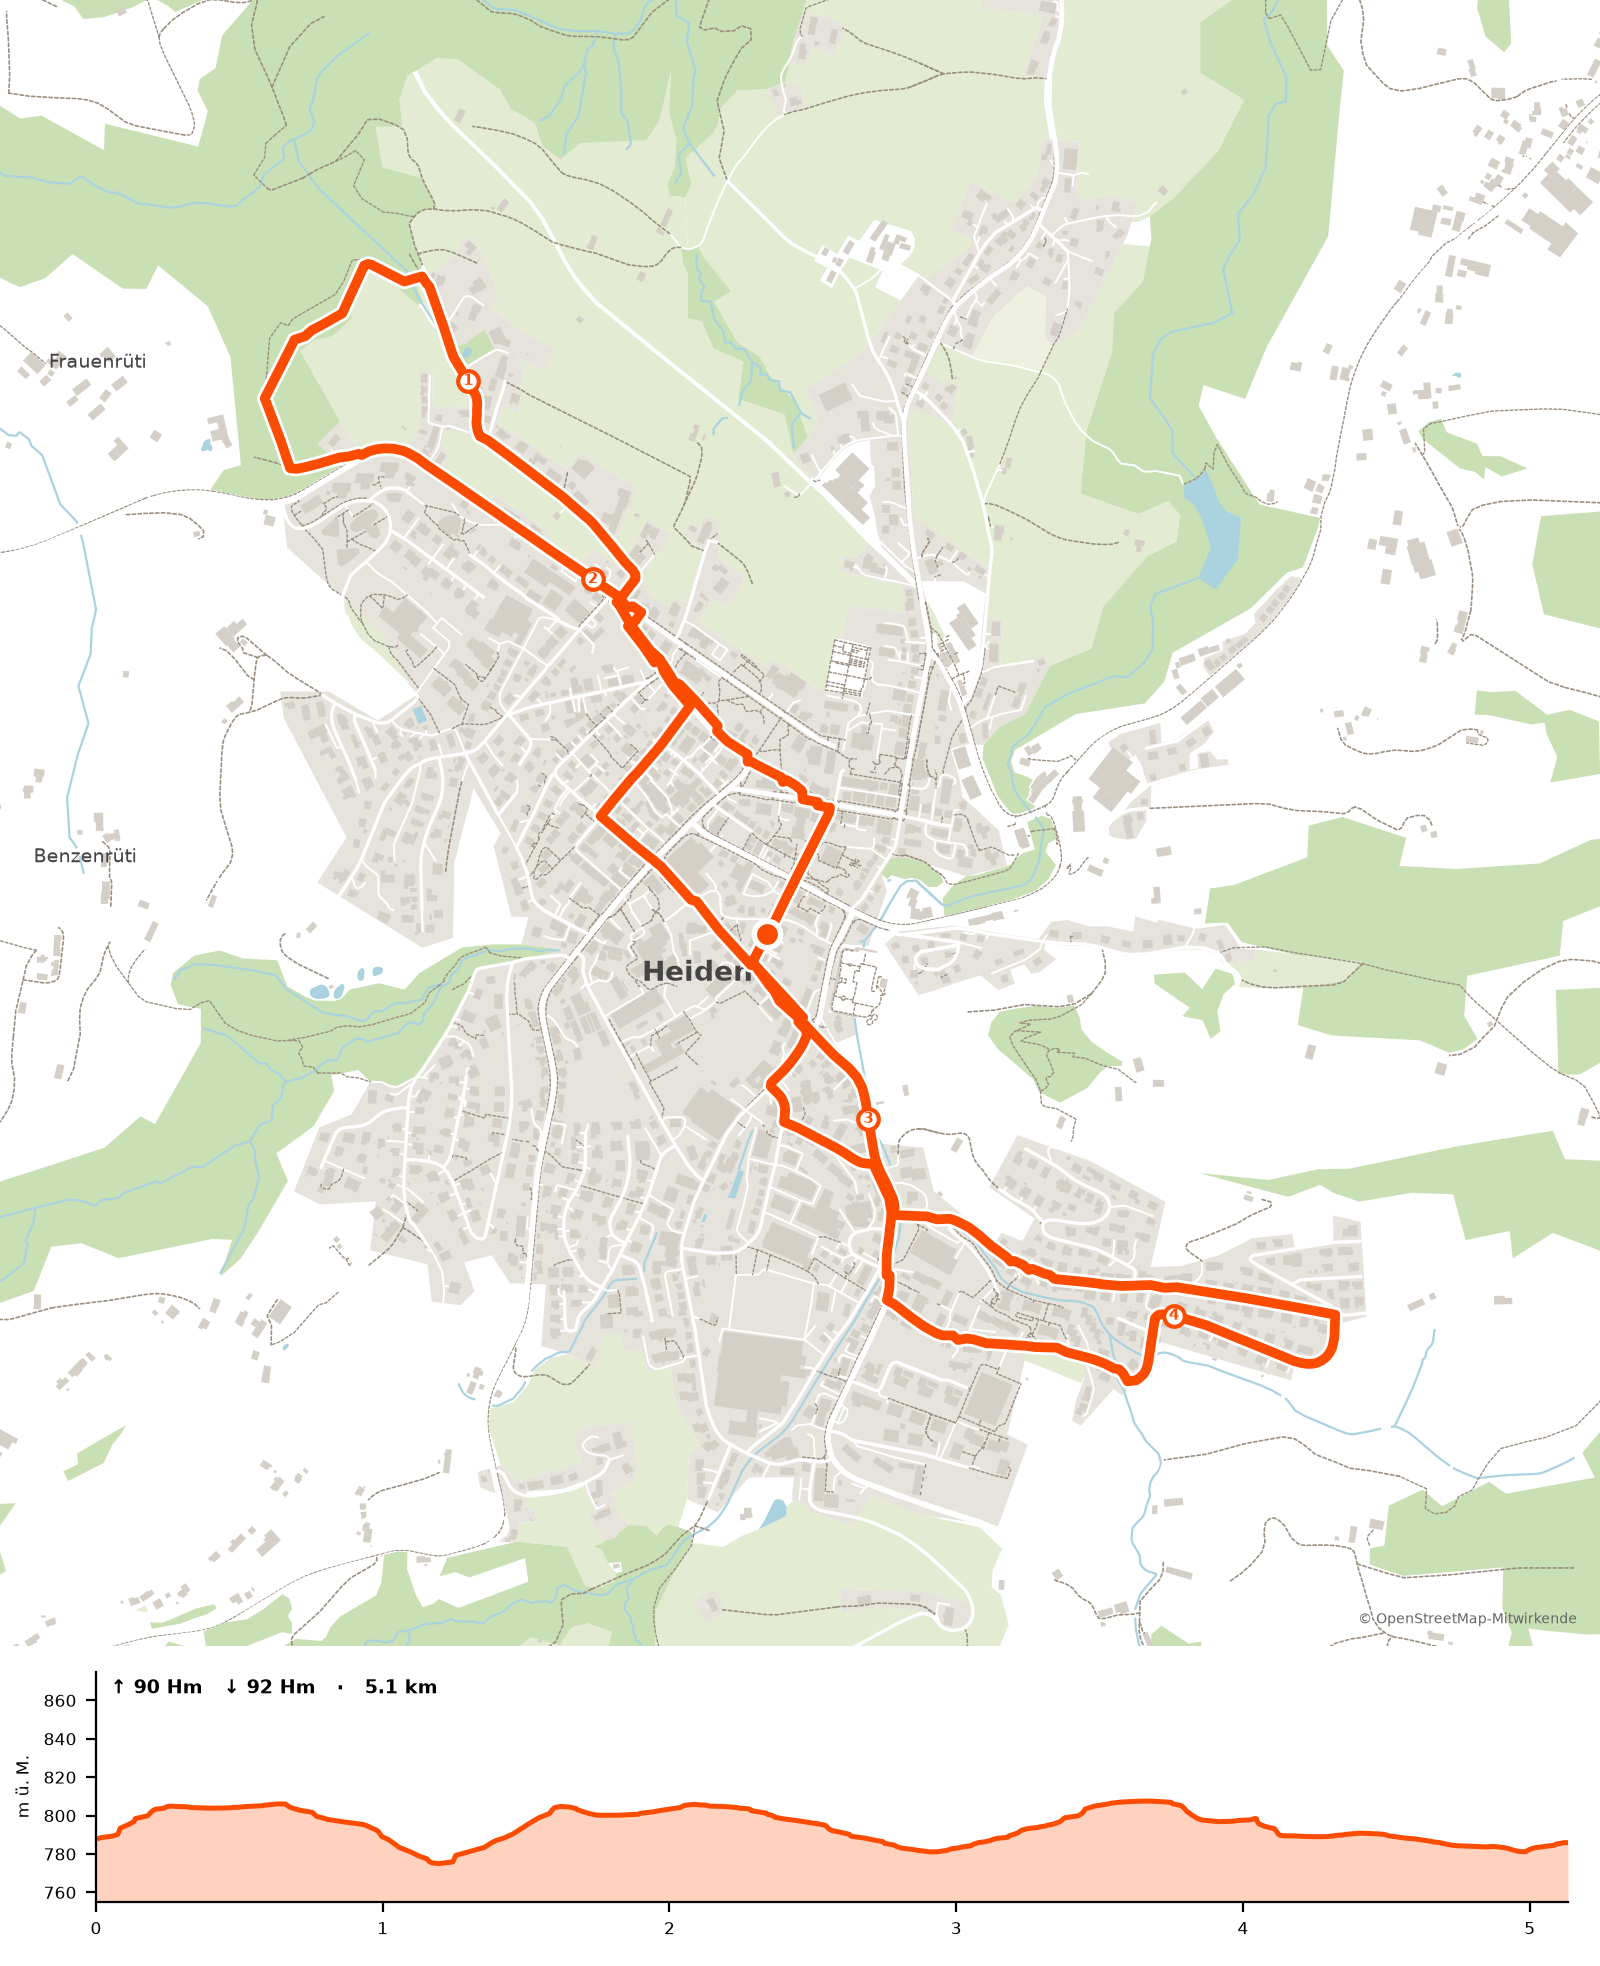 Frauenrüti
1
2
Benzenrüti
Heiden
3
4
© OpenStreetMap-Mitwirkende
↑ 90 Hm ↓ 92 Hm · 5.1 km
m ü. M.
860
840
820
800
780
760
0 1 2 3 4 5